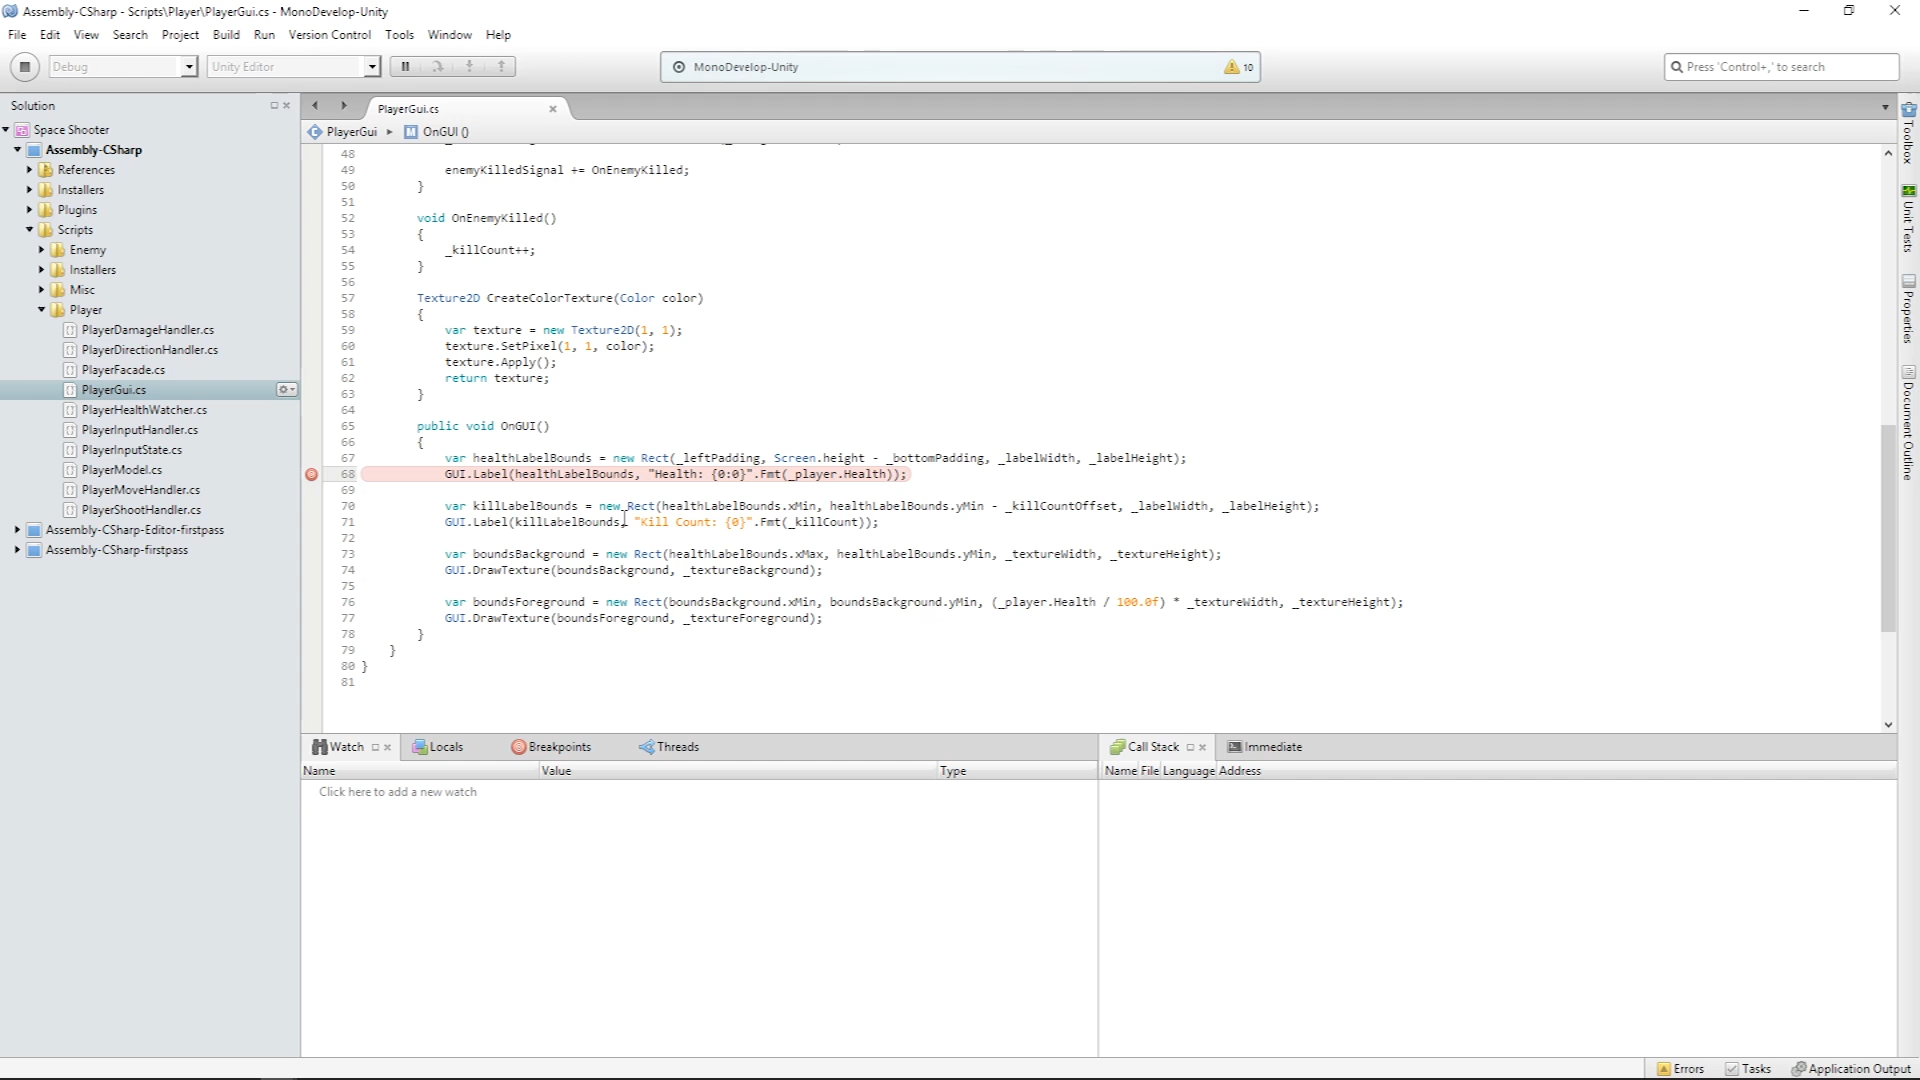 Assembly-CSharp - Scripts\Player\PlayerGui.cs - MonoDevelop-Unity
File Edit View Search Project Build Run Version Control Tools Window Help
Debug Unity Editor MonoDevelop-Unity 10 Press 'Control+,' to search
Solution
Space Shooter
Assembly-CSharp
References
Installers
Plugins
Scripts
Enemy
Installers
Misc
Player
PlayerDamageHandler.cs
PlayerDirectionHandler.cs
PlayerFacade.cs
PlayerGui.cs
PlayerHealthWatcher.cs
PlayerInputHandler.cs
PlayerInputState.cs
PlayerModel.cs
PlayerMoveHandler.cs
PlayerShootHandler.cs
Assembly-CSharp-Editor-firstpass
Assembly-CSharp-firstpass
PlayerGui.cs
PlayerGui OnGUI ()
48
49 enemyKilledSignal += OnEnemyKilled;
50 }
51
52 void OnEnemyKilled()
53 {
54 _killCount++;
55 }
56
57 Texture2D CreateColorTexture(Color color)
58 {
59 var texture = new Texture2D(1, 1);
60 texture.SetPixel(1, 1, color);
61 texture.Apply();
62 return texture;
63 }
64
65 public void OnGUI()
66 {
67 var healthLabelBounds = new Rect(_leftPadding, Screen.height - _bottomPadding, _labelWidth, _labelHeight);
68 GUI.Label(healthLabelBounds, "Health: {0:0}".Fmt(_player.Health));
69
70 var killLabelBounds = new Rect(healthLabelBounds.xMin, healthLabelBounds.yMin - _killCountOffset, _labelWidth, _labelHeight);
71 GUI.Label(killLabelBounds, "Kill Count: {0}".Fmt(_killCount));
72
73 var boundsBackground = new Rect(healthLabelBounds.xMax, healthLabelBounds.yMin, _textureWidth, _textureHeight);
74 GUI.DrawTexture(boundsBackground, _textureBackground);
75
76 var boundsForeground = new Rect(boundsBackground.xMin, boundsBackground.yMin, (_player.Health / 100.0f) * _textureWidth, _textureHeight);
77 GUI.DrawTexture(boundsForeground, _textureForeground);
78 }
79 }
80 }
81
Toolbox
Unit Tests
Properties
Document Outline
Watch Locals Breakpoints Threads
Name Value Type
Click here to add a new watch
Call Stack Immediate
Name File Language Address
Errors Tasks Application Output